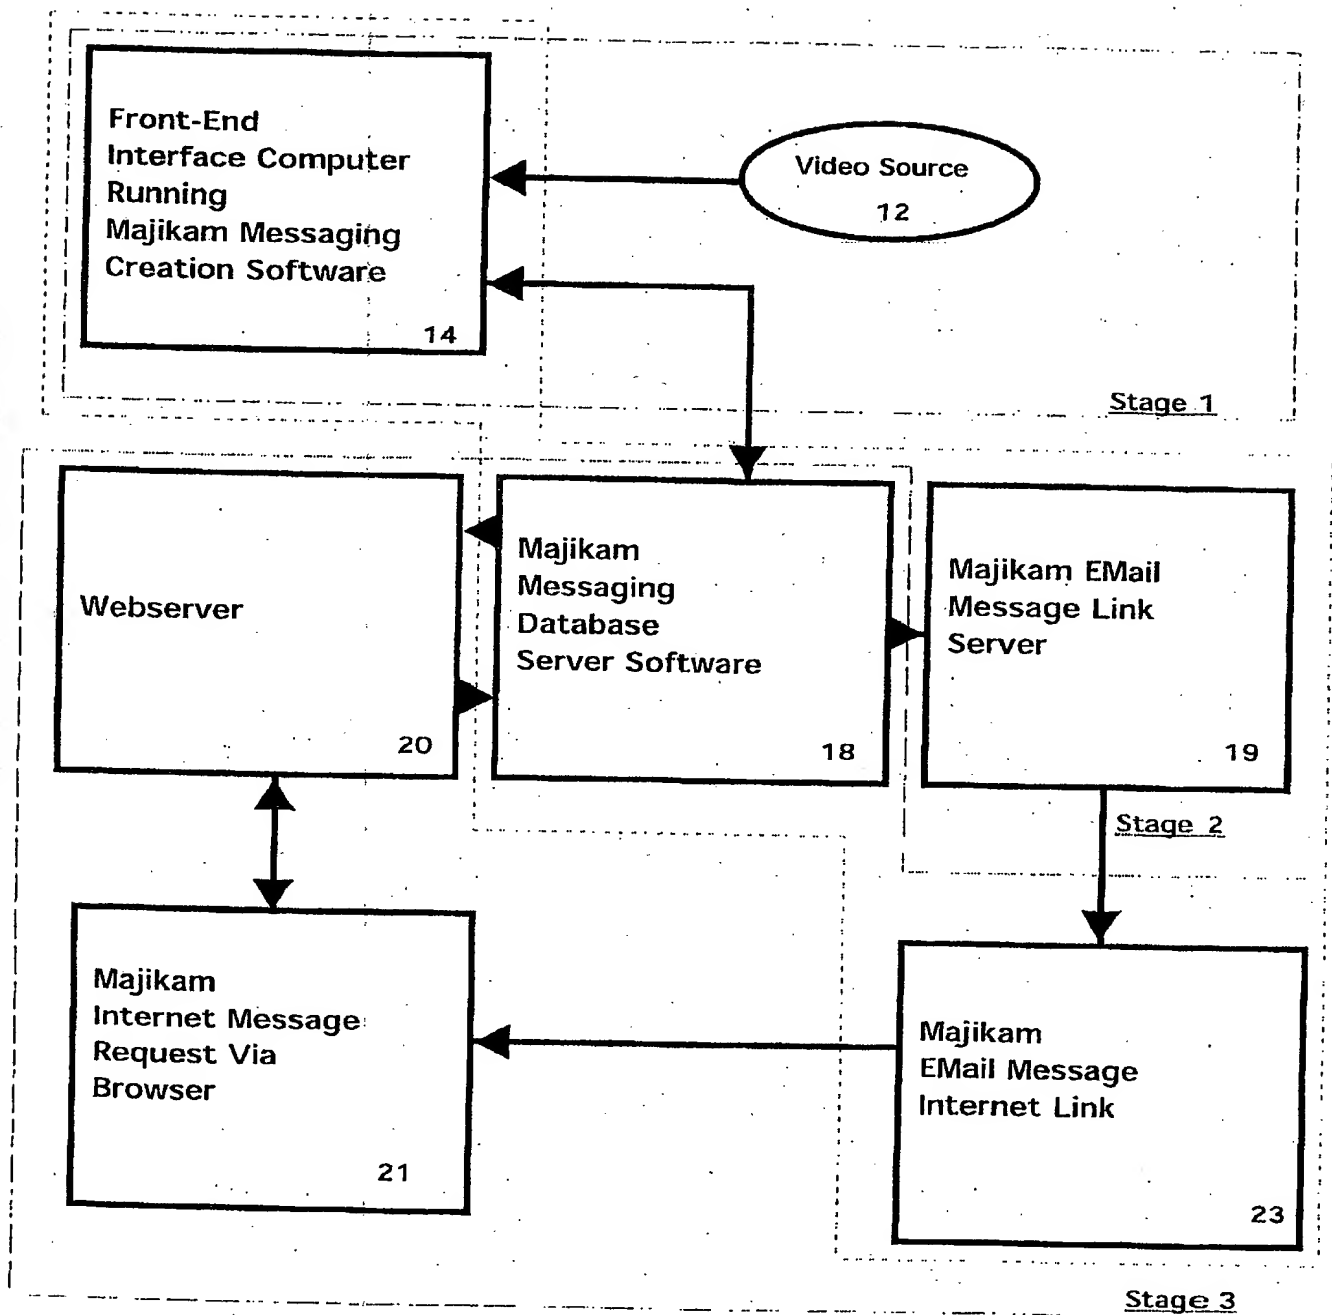 Front-End
Interface Computer
Running
Majikam Messaging
Creation Software
14
Video Source
12
Stage 1
Webserver
20
Majikam
Messaging
Database
Server Software
18
Majikam EMail
Message Link
Server
19
Stage 2
Majikam
Internet Message
Request Via
Browser
21
Majikam
EMail Message
Internet Link
23
Stage 3